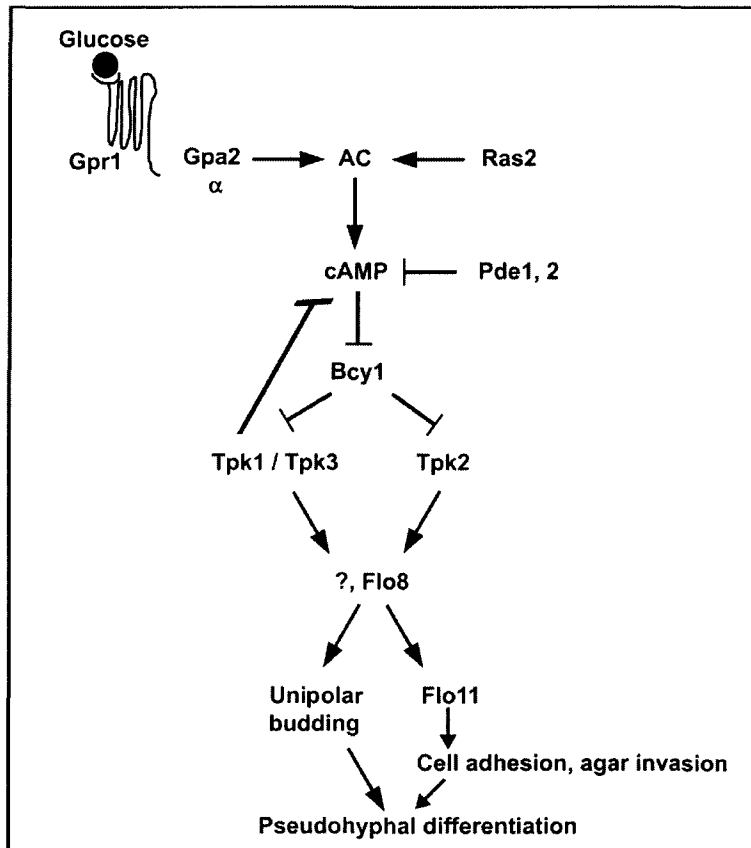 Glucose
Gpr1
Gpa2
α
AC
Ras2
cAMP
Pde1, 2
Bcy1
Tpk1 / Tpk3
Tpk2
?, Flo8
Unipolar
budding
Flo11
Cell adhesion, agar invasion
Pseudohyphal differentiation